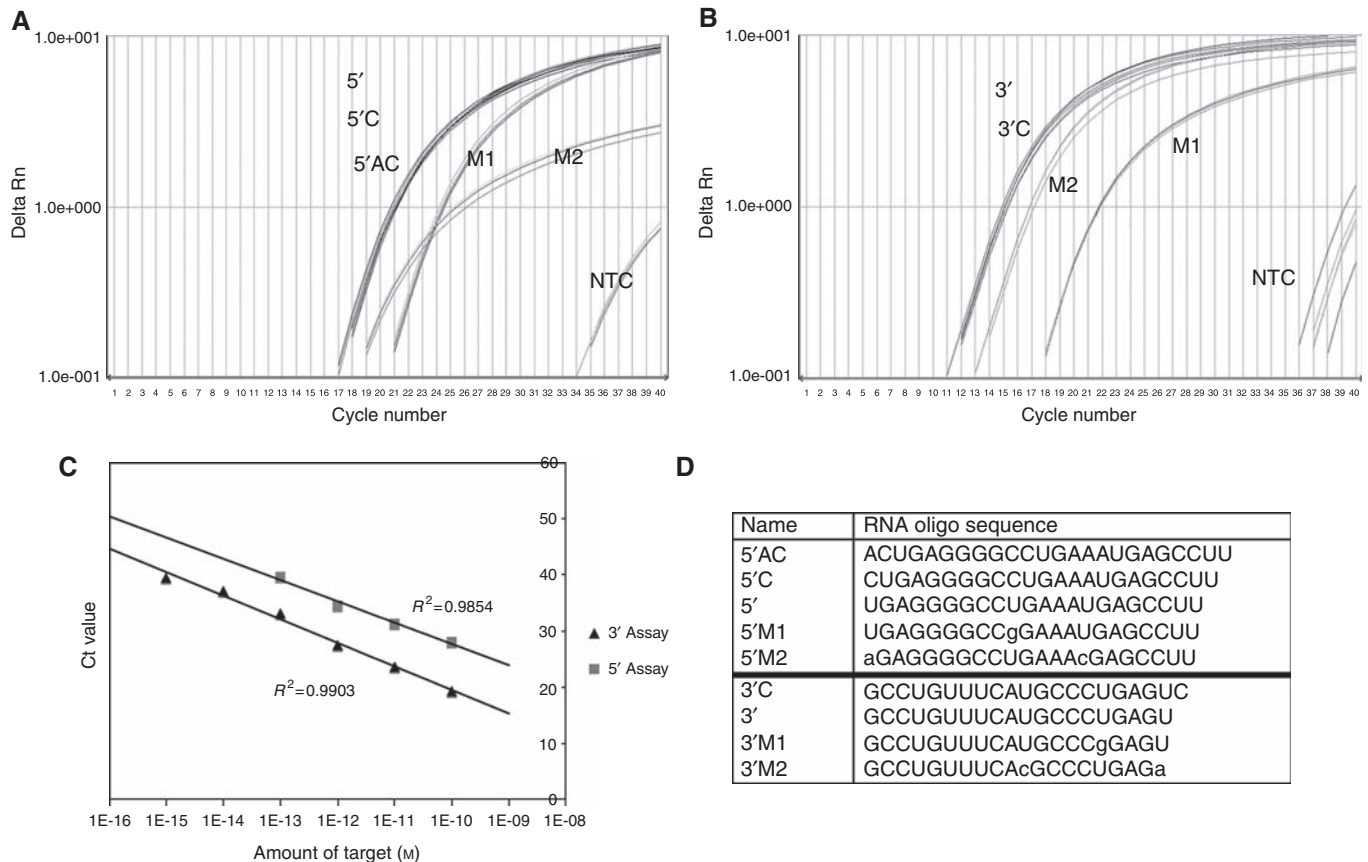 A
1.0e+001
5′
5′C
5′AC
M1
M2
NTC
1.0e+000
1.0e-001
Delta Rn
1 2 3 4 5 6 7 8 9 10 11 12 13 14 15 16 17 18 19 20 21 22 23 24 25 26 27 28 29 30 31 32 33 34 35 36 37 38 39 40
Cycle number
B
1.0e+001
3′
3′C
M1
M2
NTC
1.0e+000
1.0e-001
Delta Rn
1 2 3 4 5 6 7 8 9 10 11 12 13 14 15 16 17 18 19 20 21 22 23 24 25 26 27 28 29 30 31 32 33 34 35 36 37 38 39 40
Cycle number
C
60
50
40
30
20
10
0
Ct value
R²=0.9854
R²=0.9903
3′ Assay
5′ Assay
1E-16 1E-15 1E-14 1E-13 1E-12 1E-11 1E-10 1E-09 1E-08
Amount of target (M)
D
Name RNA oligo sequence
5′AC ACUGAGGGGCCUGAAAUGAGCCUU
5′C CUGAGGGGCCUGAAAUGAGCCUU
5′ UGAGGGGCCUGAAAUGAGCCUU
5′M1 UGAGGGGCCgGAAAUGAGCCUU
5′M2 aGAGGGGCCUGAAAcGAGCCUU
3′C GCCUGUUUCAUGCCCUGAGUC
3′ GCCUGUUUCAUGCCCUGAGU
3′M1 GCCUGUUUCAUGCCCgGAGU
3′M2 GCCUGUUUCAcGCCCUGAGa